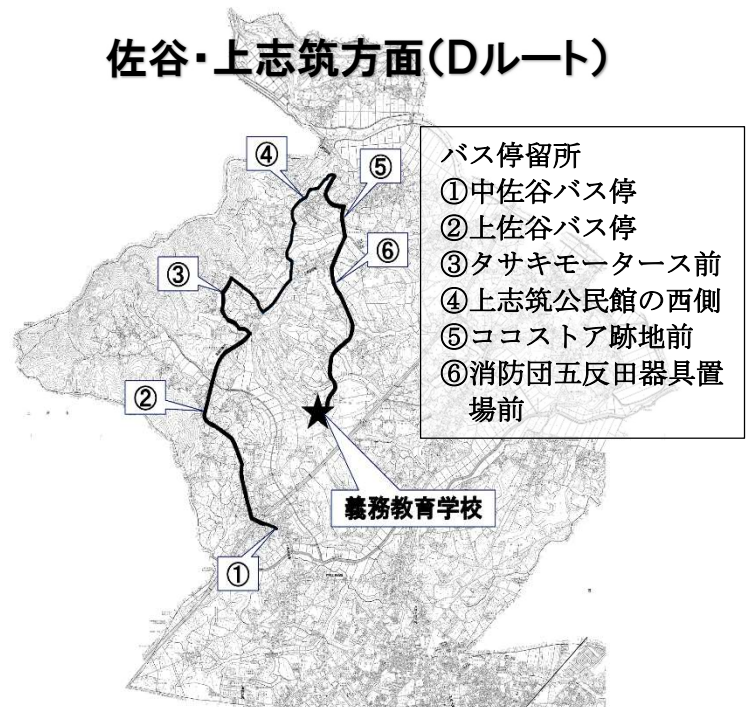 佐谷・上志筑方面(Dルート)
④
⑤
バス停留所
①中佐谷バス停
②上佐谷バス停
③タサキモータース前
④上志筑公民館の西側
⑤ココストア跡地前
⑥消防団五反田器具置
場前
⑥
③
②
義務教育学校
①